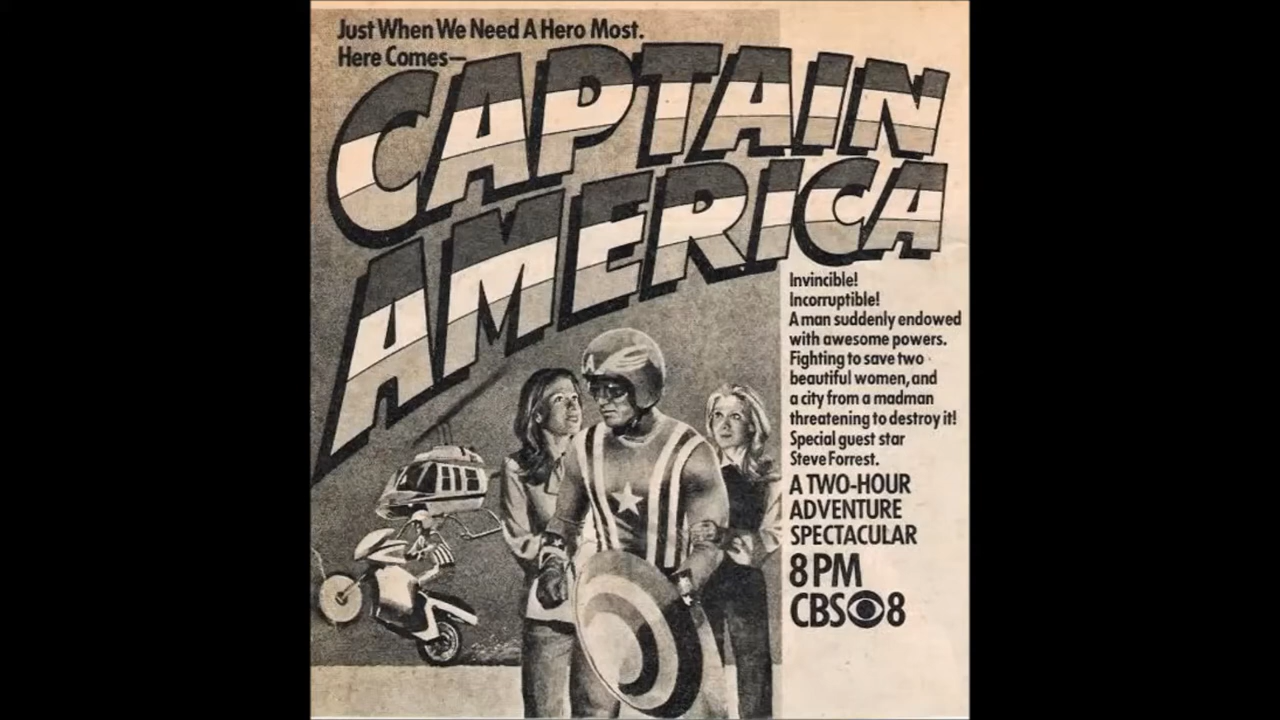 Just When We Need A Hero Most.
Here Comes—
CAPTAIN
AMERICA
Invincible!
Incorruptible!
A man suddenly endowed
with awesome powers.
Fighting to save two
beautiful women, and
a city from a madman
threatening to destroy it!
Special guest star
Steve Forrest.
A TWO-HOUR
ADVENTURE
SPECTACULAR
8PM
CBS 8
A